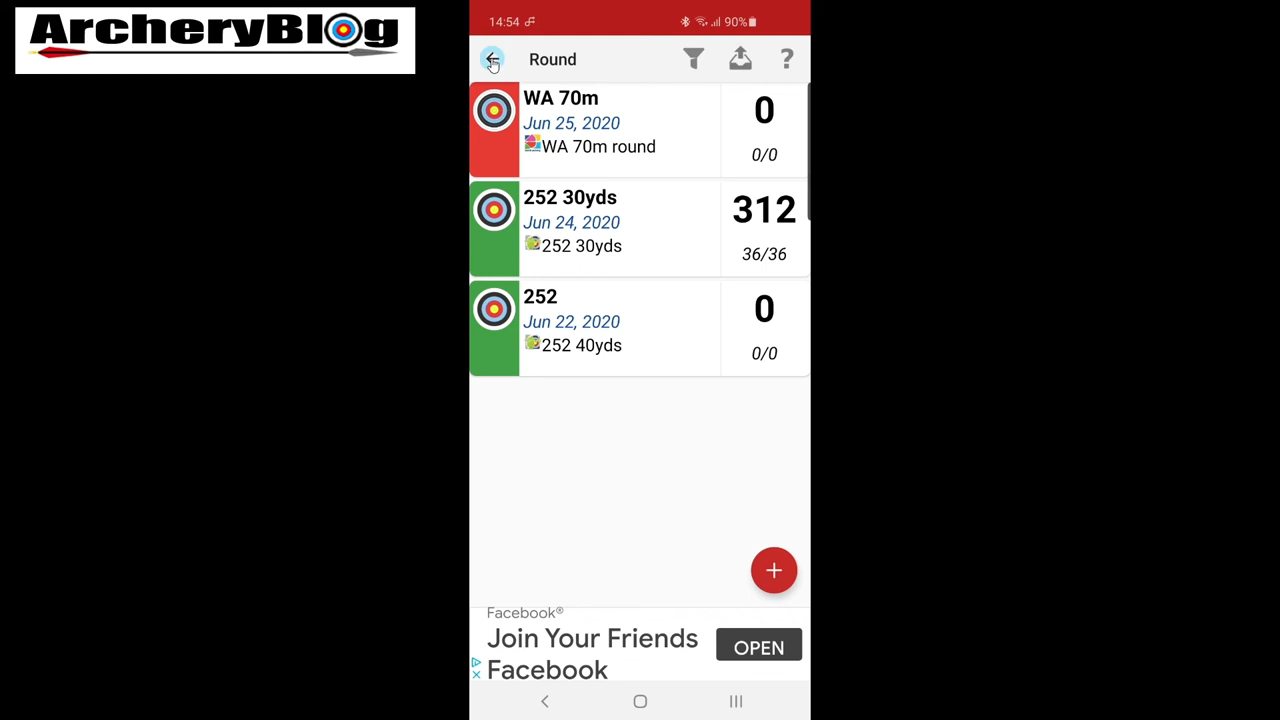 ArcheryBlog
14:54 90%
Round ?
WA 70m
Jun 25, 2020
WA 70m round
0
0/0
252 30yds
Jun 24, 2020
252 30yds
312
36/36
252
Jun 22, 2020
252 40yds
0
0/0
+
Facebook®
Join Your Friends
Facebook
OPEN